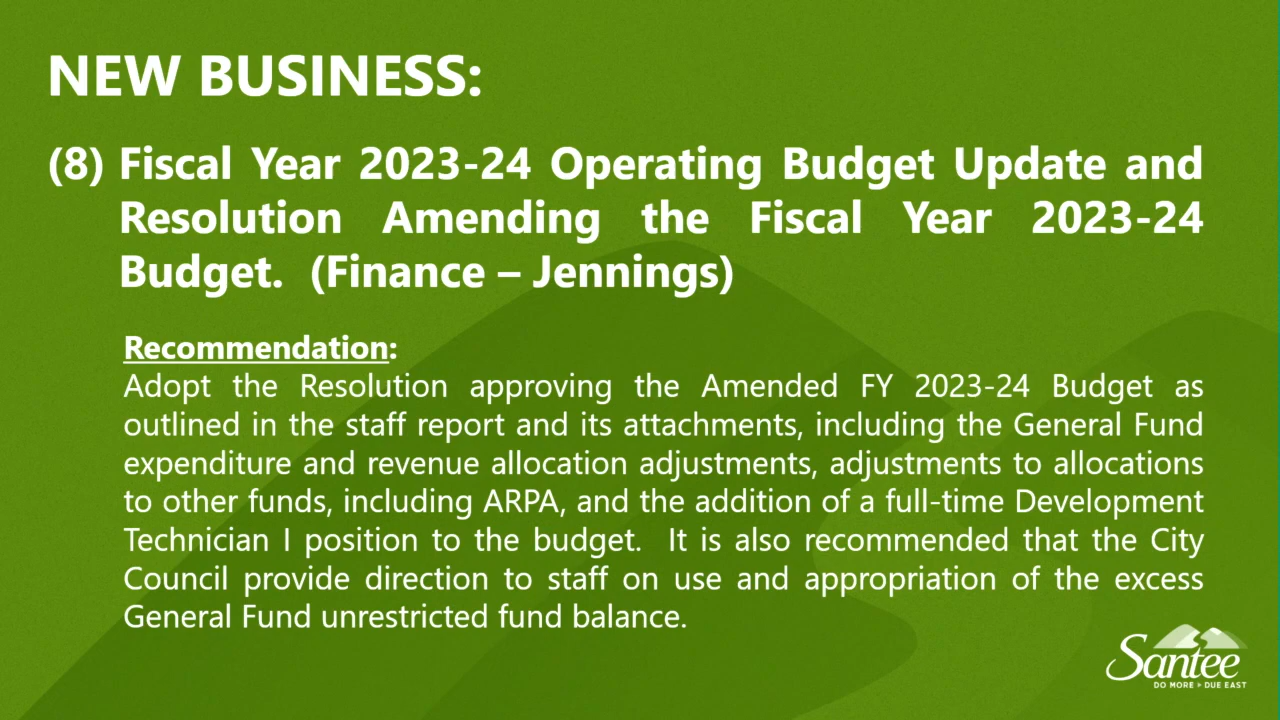 NEW BUSINESS:
(8) Fiscal Year 2023-24 Operating Budget Update and
Resolution Amending the Fiscal Year 2023-24
Budget. (Finance – Jennings)
Recommendation:
Adopt the Resolution approving the Amended FY 2023-24 Budget as
outlined in the staff report and its attachments, including the General Fund
expenditure and revenue allocation adjustments, adjustments to allocations
to other funds, including ARPA, and the addition of a full-time Development
Technician I position to the budget. It is also recommended that the City
Council provide direction to staff on use and appropriation of the excess
General Fund unrestricted fund balance.
Santee
DO MORE ▸ DUE EAST